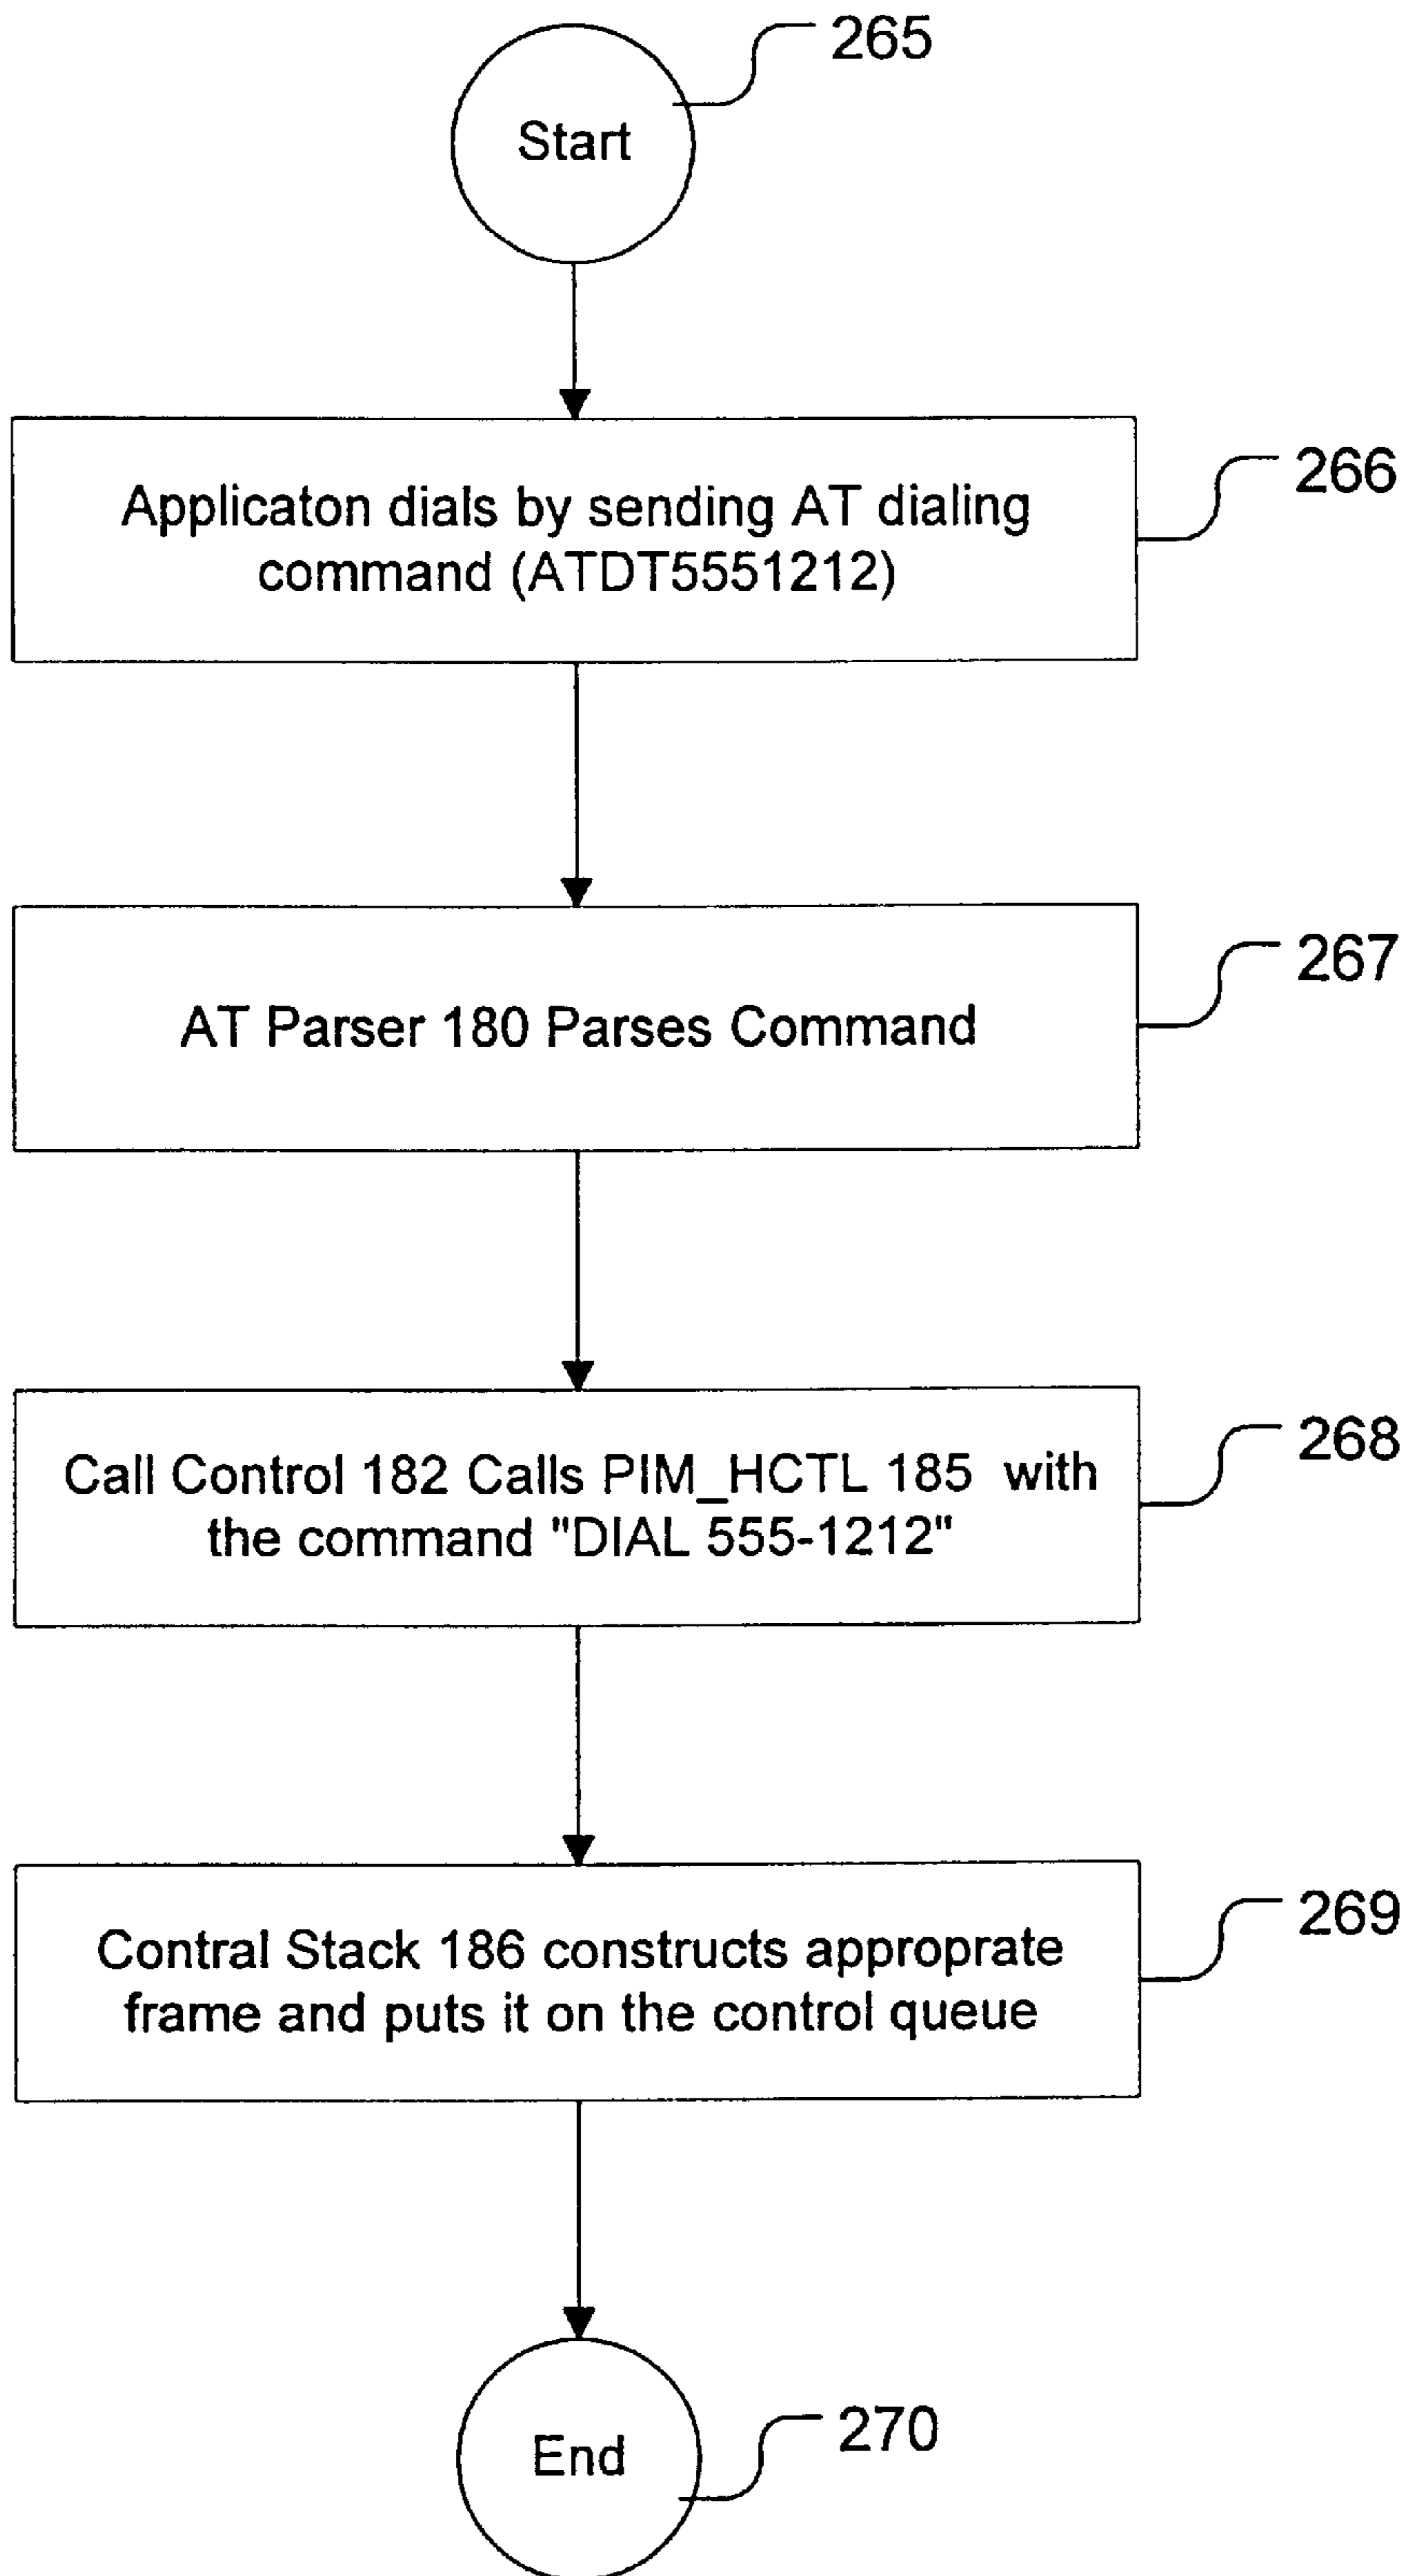 265
Start
266
Applicaton dials by sending AT dialing
command (ATDT5551212)
267
AT Parser 180 Parses Command
268
Call Control 182 Calls PIM_HCTL 185 with
the command "DIAL 555-1212"
269
Contral Stack 186 constructs approprate
frame and puts it on the control queue
270
End